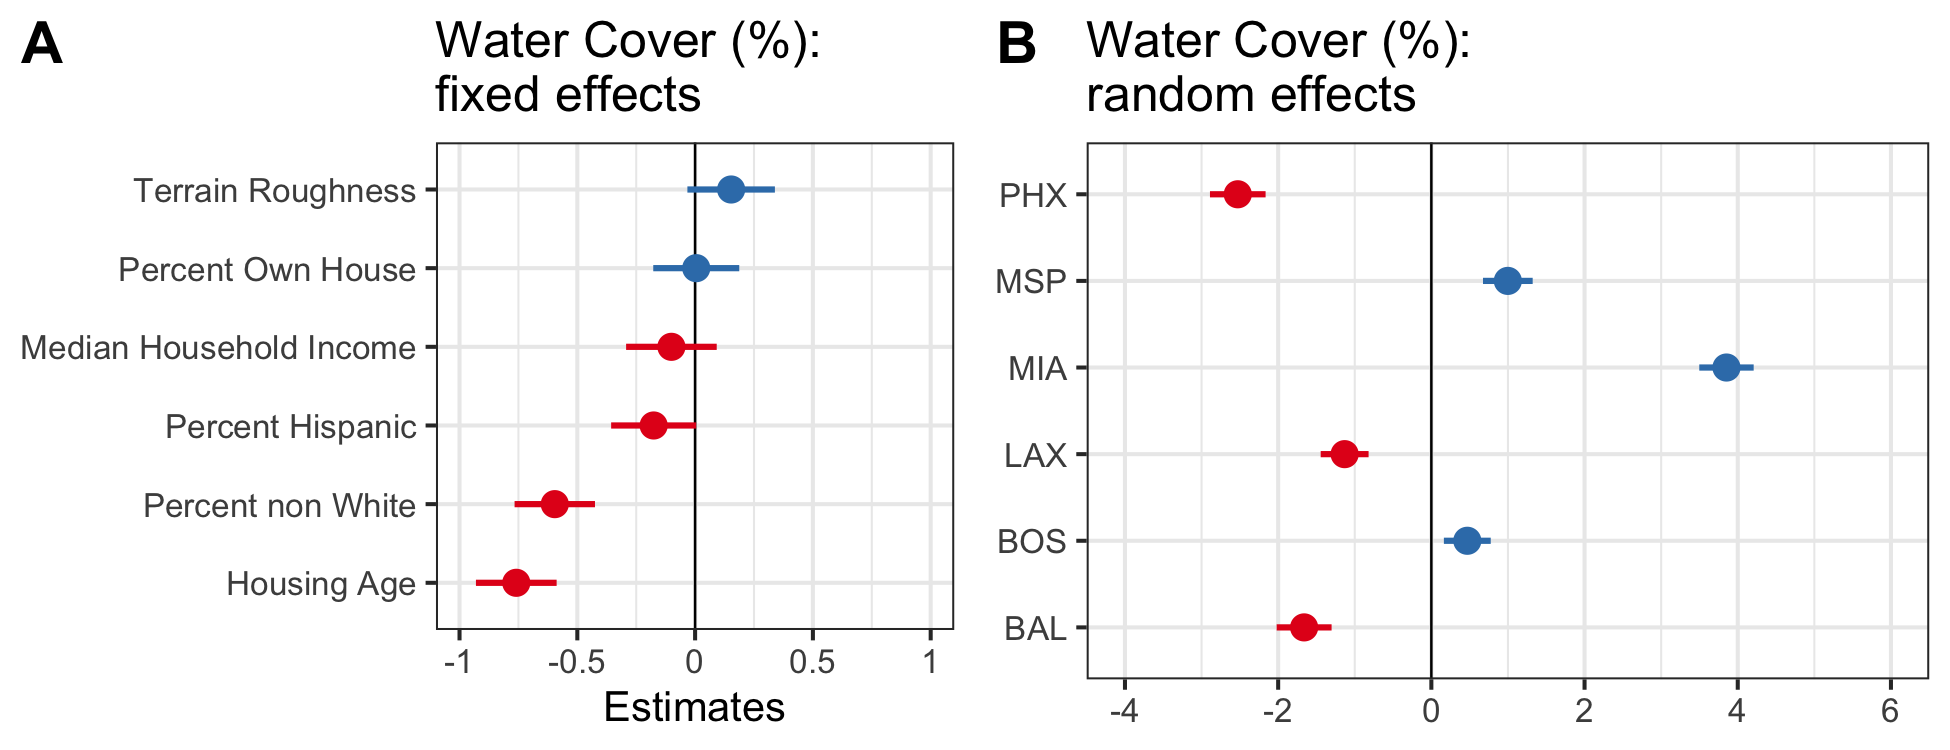 A
Water Cover (%):
fixed effects
Terrain Roughness
Percent Own House
Median Household Income
Percent Hispanic
Percent non White
Housing Age
-1 -0.5 0 0.5 1
Estimates
B
Water Cover (%):
random effects
PHX
MSP
MIA
LAX
BOS
BAL
-4 -2 0 2 4 6